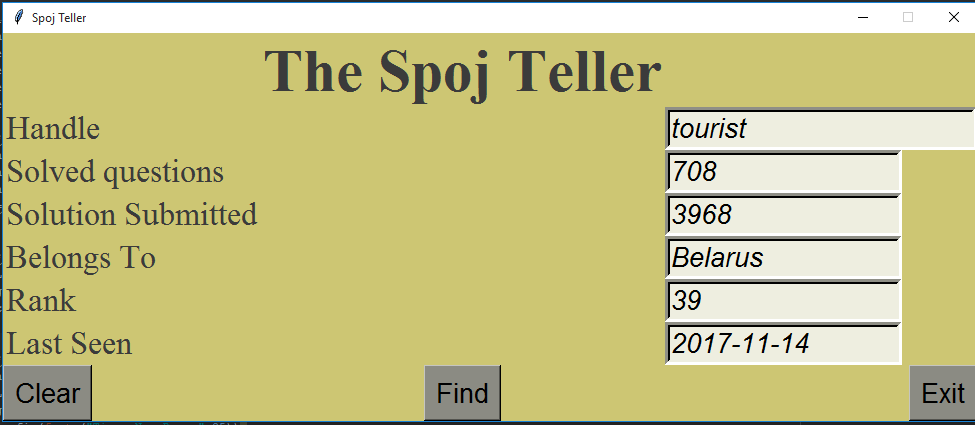 Spoj Teller
The Spoj Teller
Handle tourist
Solved questions 708
Solution Submitted 3968
Belongs To Belarus
Rank 39
Last Seen 2017-11-14
Clear Find Exit